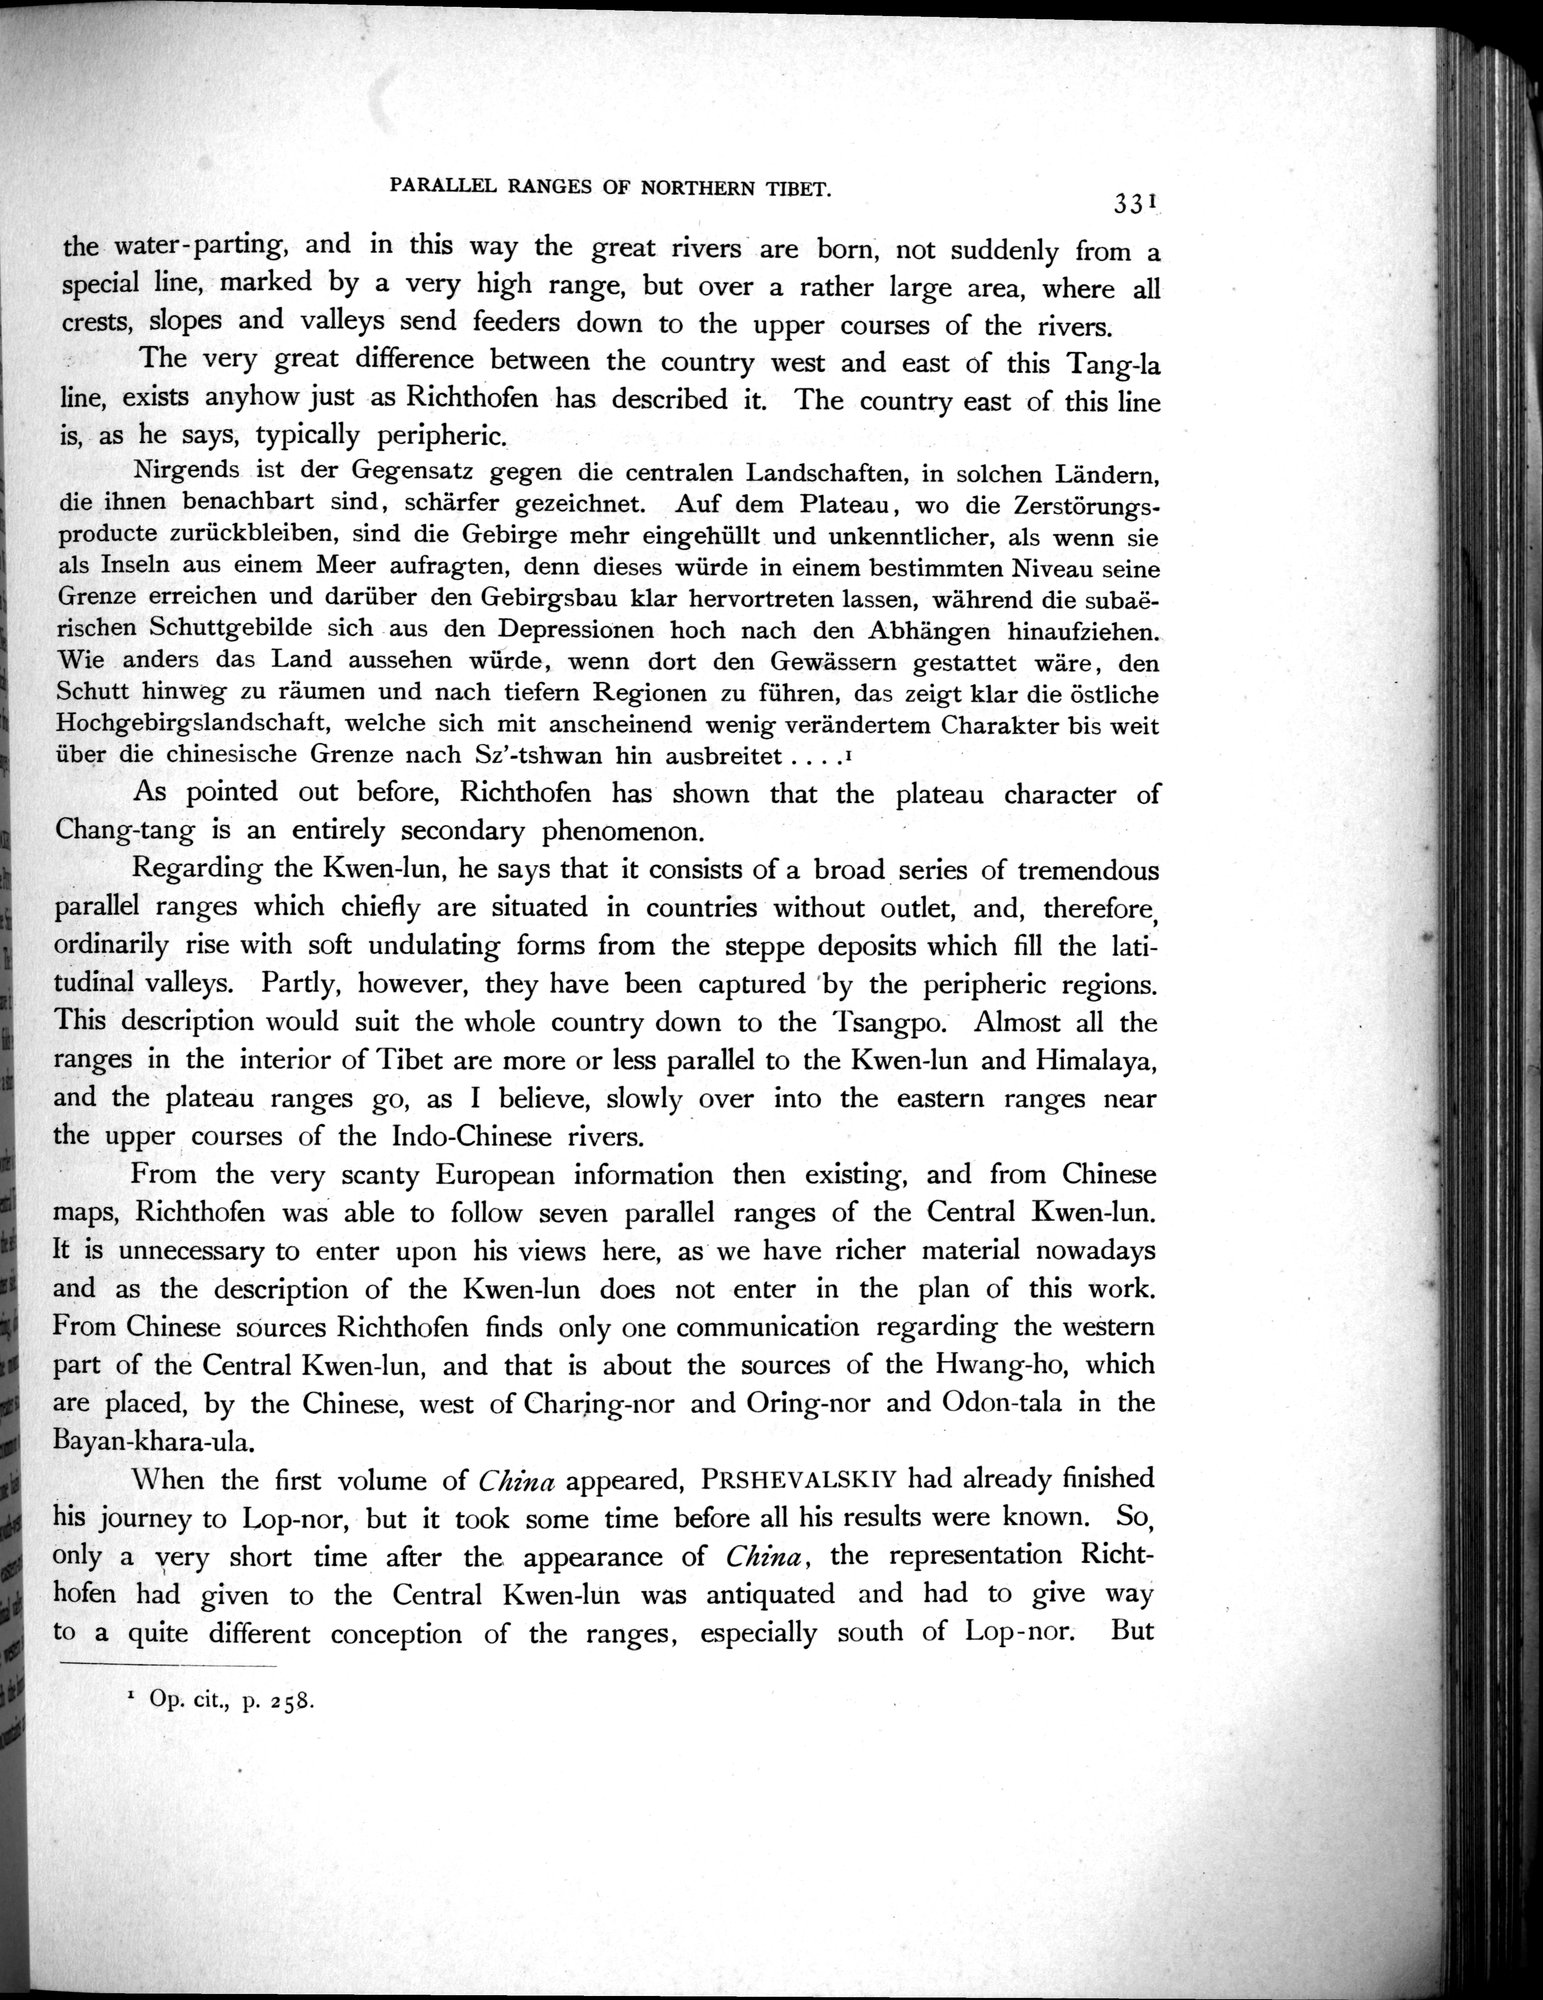 PARALLEL RANGES OF NORTHERN TIBET.
331
the water-parting, and in this way the great rivers are born, not suddenly from a
special line, marked by a very high range, but over a rather large area, where all
crests, slopes and valleys send feeders down to the upper courses of the rivers.
The very great difference between the country west and east of this Tang-la
line, exists anyhow just as Richthofen has described it. The country east of this line
is, as he says, typically peripheric.
Nirgends ist der Gegensatz gegen die centralen Landschaften, in solchen Ländern,
die ihnen benachbart sind, schärfer gezeichnet. Auf dem Plateau, wo die Zerstörungs-
producte zurückbleiben, sind die Gebirge mehr eingehüllt und unkenntlicher, als wenn sie
als Inseln aus einem Meer aufragten, denn dieses würde in einem bestimmten Niveau seine
Grenze erreichen und darüber den Gebirgsbau klar hervortreten lassen, während die subaë-
rischen Schuttgebilde sich aus den Depressionen hoch nach den Abhängen hinaufziehen.
Wie anders das Land aussehen würde, wenn dort den Gewässern gestattet wäre, den
Schutt hinweg zu räumen und nach tiefern Regionen zu führen, das zeigt klar die östliche
Hochgebirgslandschaft, welche sich mit anscheinend wenig verändertem Charakter bis weit
über die chinesische Grenze nach Sz'-tshwan hin ausbreitet . . . .¹
As pointed out before, Richthofen has shown that the plateau character of
Chang-tang is an entirely secondary phenomenon.
Regarding the Kwen-lun, he says that it consists of a broad series of tremendous
parallel ranges which chiefly are situated in countries without outlet, and, therefore,
ordinarily rise with soft undulating forms from the steppe deposits which fill the lati-
tudinal valleys. Partly, however, they have been captured by the peripheric regions.
This description would suit the whole country down to the Tsangpo. Almost all the
ranges in the interior of Tibet are more or less parallel to the Kwen-lun and Himalaya,
and the plateau ranges go, as I believe, slowly over into the eastern ranges near
the upper courses of the Indo-Chinese rivers.
From the very scanty European information then existing, and from Chinese
maps, Richthofen was able to follow seven parallel ranges of the Central Kwen-lun.
It is unnecessary to enter upon his views here, as we have richer material nowadays
and as the description of the Kwen-lun does not enter in the plan of this work.
From Chinese sources Richthofen finds only one communication regarding the western
part of the Central Kwen-lun, and that is about the sources of the Hwang-ho, which
are placed, by the Chinese, west of Charing-nor and Oring-nor and Odon-tala in the
Bayan-khara-ula.
When the first volume of China appeared, PRSHEVALSKIY had already finished
his journey to Lop-nor, but it took some time before all his results were known. So,
only a very short time after the appearance of China, the representation Richt-
hofen had given to the Central Kwen-lun was antiquated and had to give way
to a quite different conception of the ranges, especially south of Lop-nor. But
¹ Op. cit., p. 258.